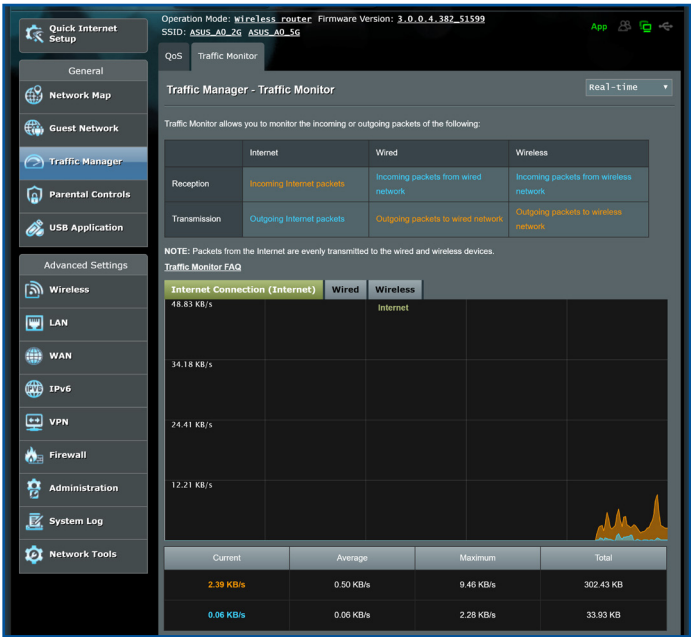 Quick Internet
Setup
General
Network Map
Guest Network
Traffic Manager
Parental Controls
USB Application
Advanced Settings
Wireless
LAN
WAN
IPv6
VPN
Firewall
Administration
System Log
Network Tools
Operation Mode: Wireless router Firmware Version: 3.0.0.4.382_51599
SSID: ASUS_A0_2G ASUS_A0_5G
App
QoS Traffic Monitor
Traffic Manager - Traffic Monitor
Real-time
Traffic Monitor allows you to monitor the incoming or outgoing packets of the following:
Internet Wired Wireless
Reception Incoming Internet packets Incoming packets from wired network Incoming packets from wireless network
Transmission Outgoing Internet packets Outgoing packets to wired network Outgoing packets to wireless network
NOTE: Packets from the Internet are evenly transmitted to the wired and wireless devices.
Traffic Monitor FAQ
Internet Connection (Internet) Wired Wireless
48.83 KB/s
Internet
34.18 KB/s
24.41 KB/s
12.21 KB/s
Current Average Maximum Total
2.39 KB/s 0.50 KB/s 9.46 KB/s 302.43 KB
0.06 KB/s 0.06 KB/s 2.28 KB/s 33.93 KB